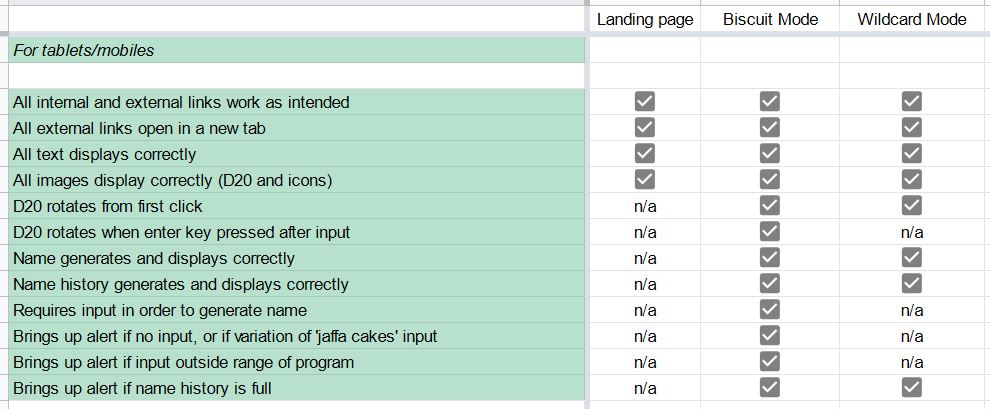 Landing page Biscuit Mode Wildcard Mode
For tablets/mobiles
All internal and external links work as intended
All external links open in a new tab
All text displays correctly
All images display correctly (D20 and icons)
D20 rotates from first click n/a
D20 rotates when enter key pressed after input n/a n/a
Name generates and displays correctly n/a
Name history generates and displays correctly n/a
Requires input in order to generate name n/a n/a
Brings up alert if no input, or if variation of 'jaffa cakes' input n/a n/a
Brings up alert if input outside range of program n/a n/a
Brings up alert if name history is full n/a